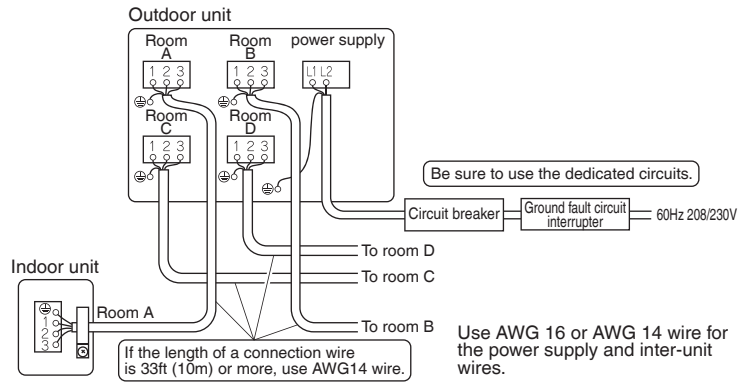 Outdoor unit
Room
A
1 2 3
Room
B
1 2 3
power supply
L1 L2
Room
C
1 2 3
Room
D
1 2 3
Be sure to use the dedicated circuits.
Circuit breaker
Ground fault circuit
interrupter
60Hz 208/230V
To room D
To room C
To room B
Indoor unit
1
2
3
Room A
If the length of a connection wire
is 33ft (10m) or more, use AWG14 wire.
Use AWG 16 or AWG 14 wire for
the power supply and inter-unit
wires.